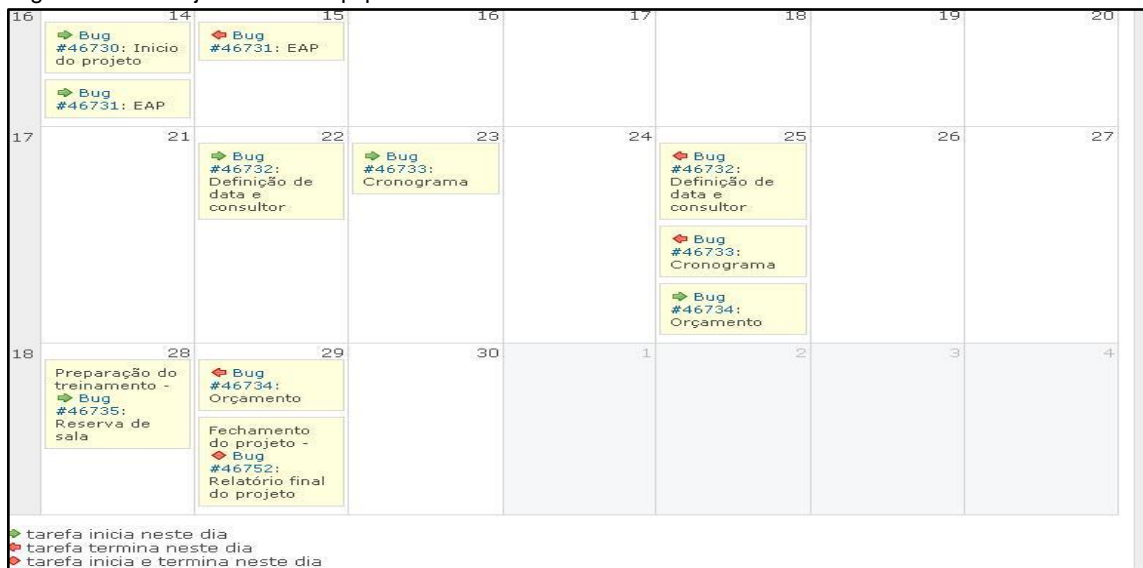 16
14
15
16
17
18
19
20
Bug
#46730: Inicio
do projeto
Bug
#46731: EAP
Bug
#46731: EAP
17
21
22
23
24
25
26
27
Bug
#46732:
Definição de
data e
consultor
Bug
#46733:
Cronograma
Bug
#46732:
Definição de
data e
consultor
Bug
#46733:
Cronograma
Bug
#46734:
Orçamento
18
28
29
30
1
2
3
4
Preparação do
treinamento -
Bug
#46735:
Reserva de
sala
Bug
#46734:
Orçamento
Fechamento
do projeto -
Bug
#46752:
Relatório final
do projeto
tarefa inicia neste dia
tarefa termina neste dia
tarefa inicia e termina neste dia